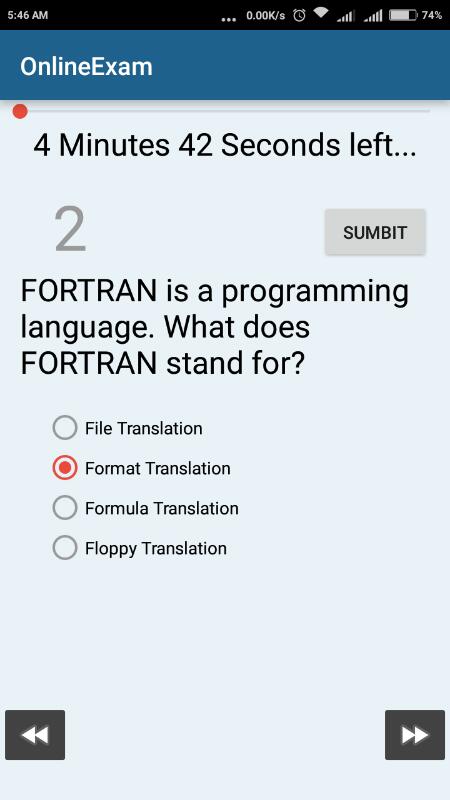 5:46 AM ... 0.00K/s 74%
OnlineExam
4 Minutes 42 Seconds left...
2
SUMBIT
FORTRAN is a programming
language. What does
FORTRAN stand for?
File Translation
Format Translation
Formula Translation
Floppy Translation